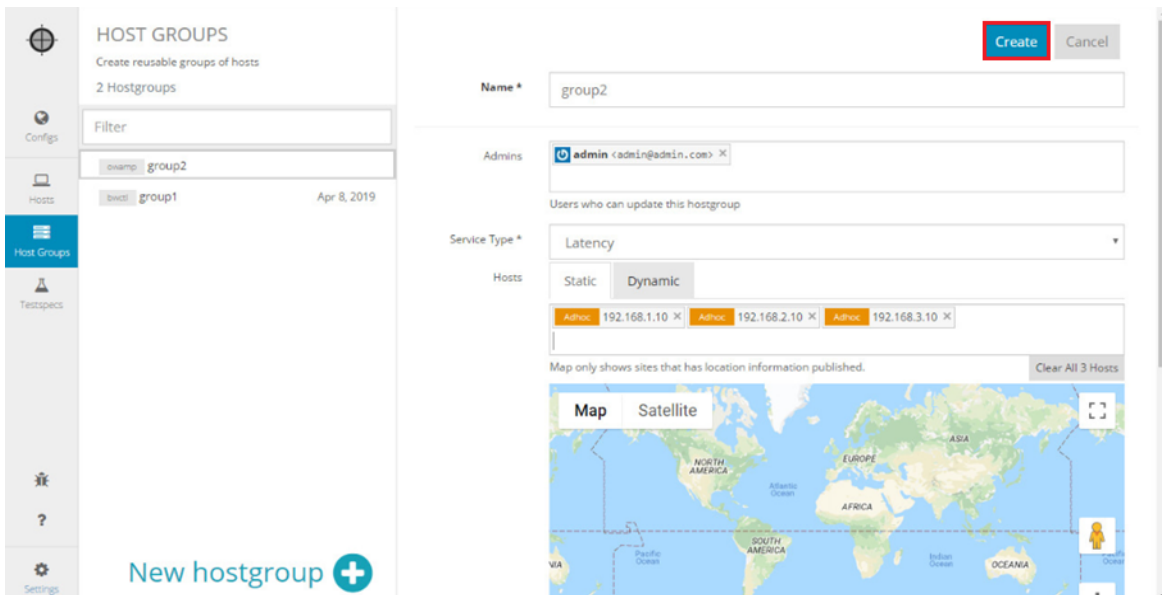 HOST GROUPS
Create reusable groups of hosts
2 Hostgroups
Filter
owamp group2
bwctl group1 Apr 8, 2019
New hostgroup
Configs
Hosts
Host Groups
Testspecs
?
Settings
Create Cancel
Name * group2
Admins admin <admin@admin.com> ×
Users who can update this hostgroup
Service Type * Latency
Hosts Static Dynamic
Adhoc 192.168.1.10 × Adhoc 192.168.2.10 × Adhoc 192.168.3.10 ×
Map only shows sites that has location information published.
Clear All 3 Hosts
Map Satellite
ASIA
NORTH AMERICA
EUROPE
Atlantic Ocean
AFRICA
SOUTH AMERICA
Pacific Ocean
Indian Ocean
OCEANIA